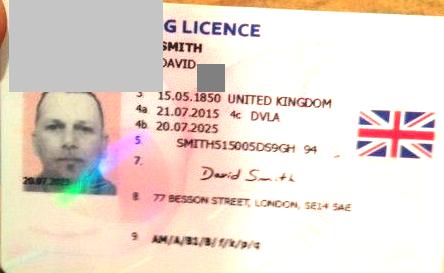 G LICENCE
SMITH
DAVID
3. 15.05.1850 UNITED KINGDOM
4a 21.07.2015 4c DVLA
4b 20.07.2025
5. SMITH515005DS9GH 94
7. David Smith
8 77 BESSON STREET, LONDON, SE14 5AE
9 AM/A/B1/B/f/k/p/q
20.07.2025